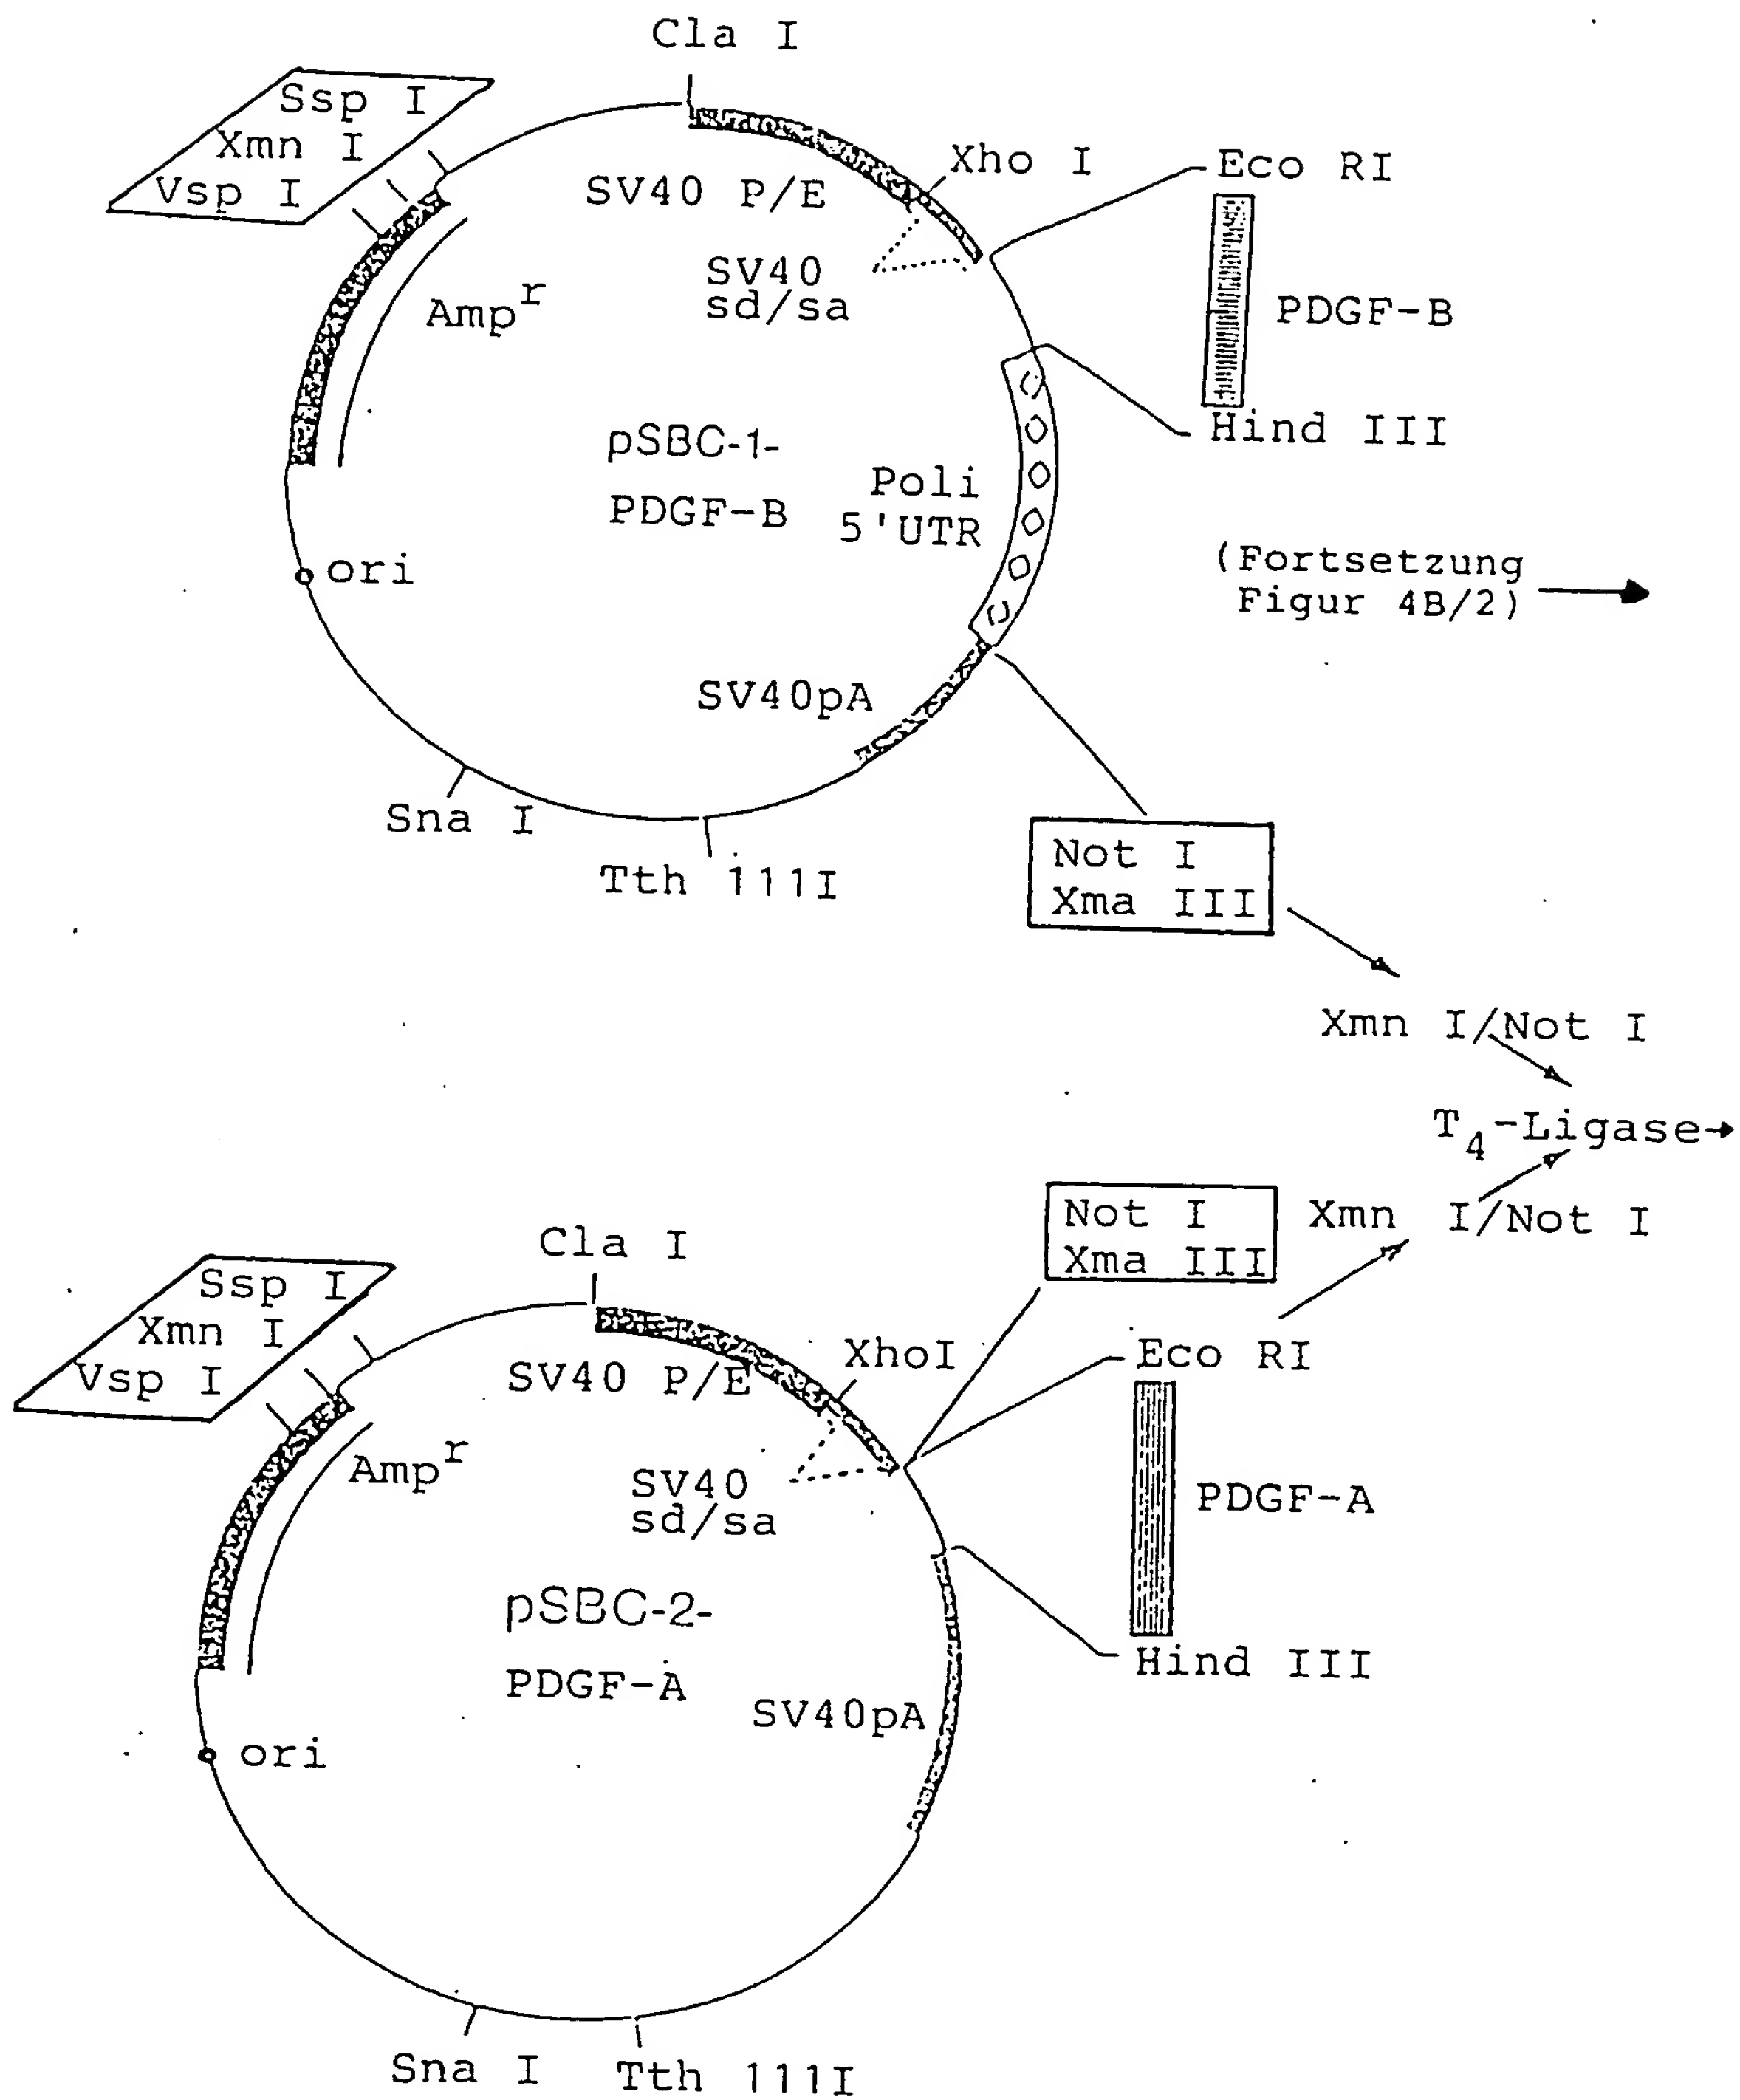 Cla I
Ssp I
Xmn I
Vsp I
Xho I
Eco RI
SV40 P/E
SV40
sd/sa
Amp^r
PDGF-B
Hind III
pSBC-1-
PDGF-B
Poli
5'UTR
ori
(Fortsetzung
Figur 4B/2)
SV40pA
Sna I
Tth 111I
Not I
Xma III
Xmn I/Not I
T4-Ligase
Not I
Xma III
Xmn I/Not I
Cla I
Ssp I
Xmn I
Vsp I
XhoI
Eco RI
SV40 P/E
Amp^r
SV40
sd/sa
PDGF-A
pSBC-2-
PDGF-A
Hind III
SV40pA
ori
Sna I
Tth 111I